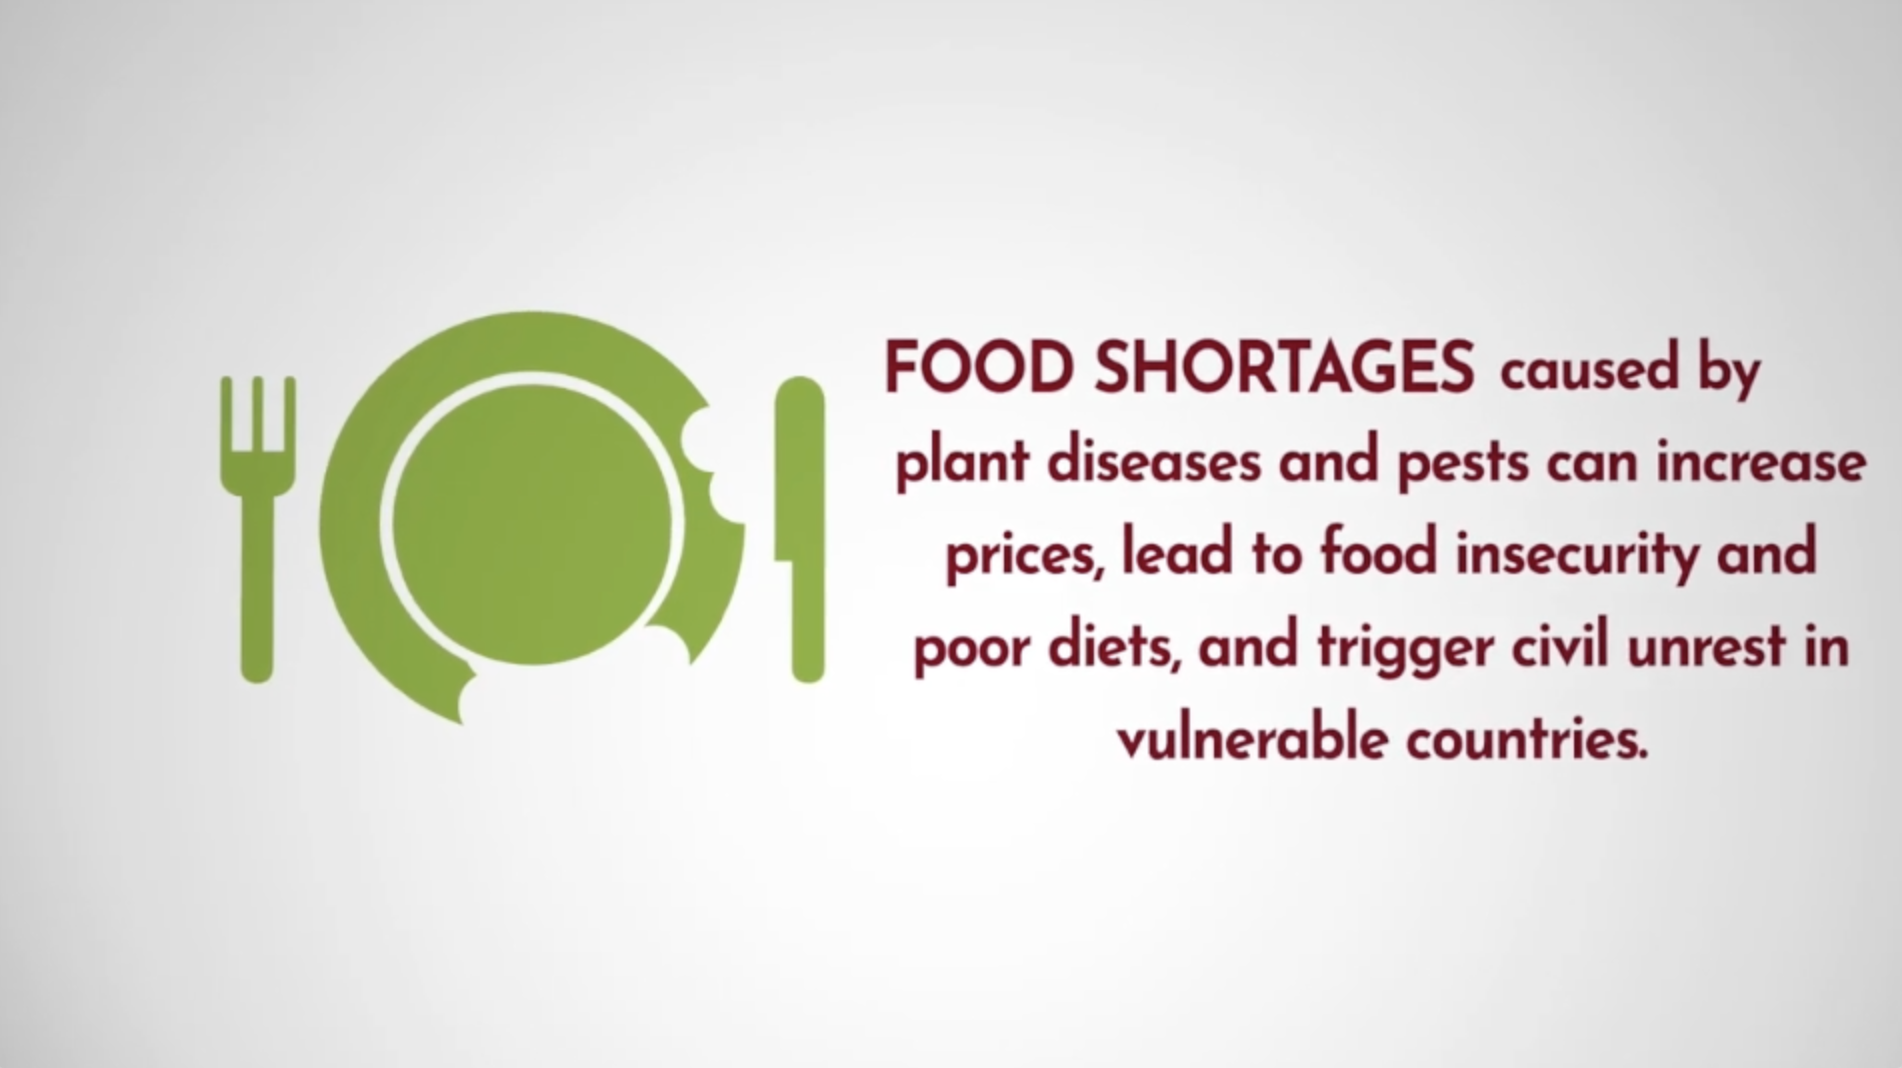 FOOD SHORTAGES caused by
plant diseases and pests can increase
prices, lead to food insecurity and
poor diets, and trigger civil unrest in
vulnerable countries.